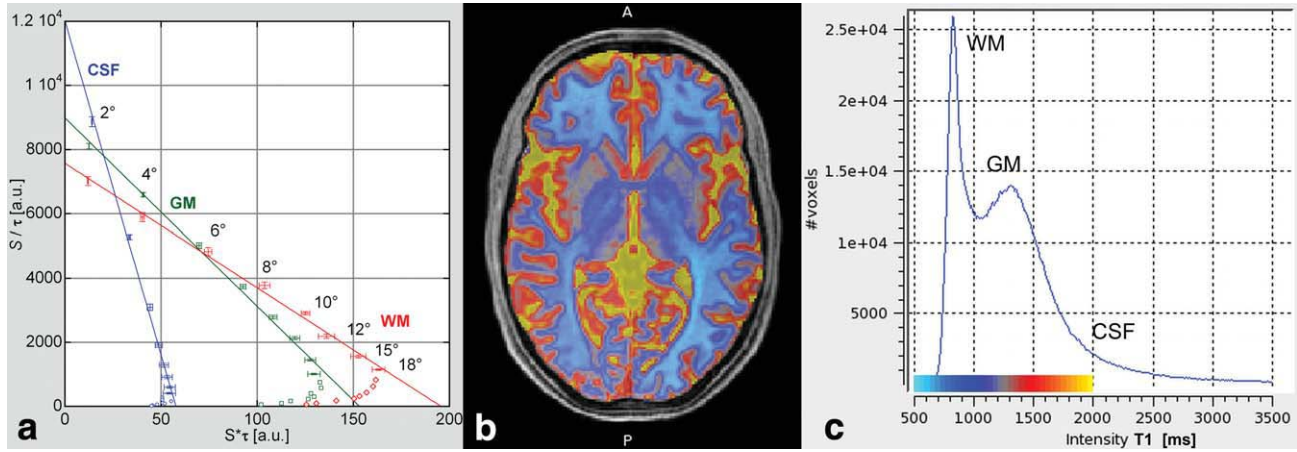 1.2 10⁴
1 10⁴
8000
6000
4000
2000
0
S / τ [a.u.]
CSF
2°
4°
GM
6°
8°
10°
12°
WM
15°
18°
0 50 100 150 200
S*τ [a.u.]
a
A
P
b
2.5e+04
2e+04
1.5e+04
1e+04
5000
#voxels
WM
GM
CSF
500 1000 1500 2000 2500 3000 3500
Intensity T1 [ms]
c